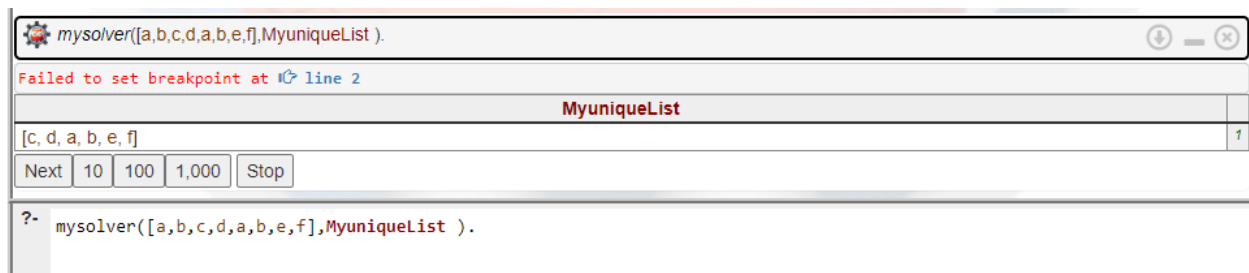 mysolver([a,b,c,d,a,b,e,f],MyuniqueList ).
Failed to set breakpoint at line 2
MyuniqueList
[c, d, a, b, e, f] 1
Next 10 100 1,000 Stop
?- mysolver([a,b,c,d,a,b,e,f],MyuniqueList ).